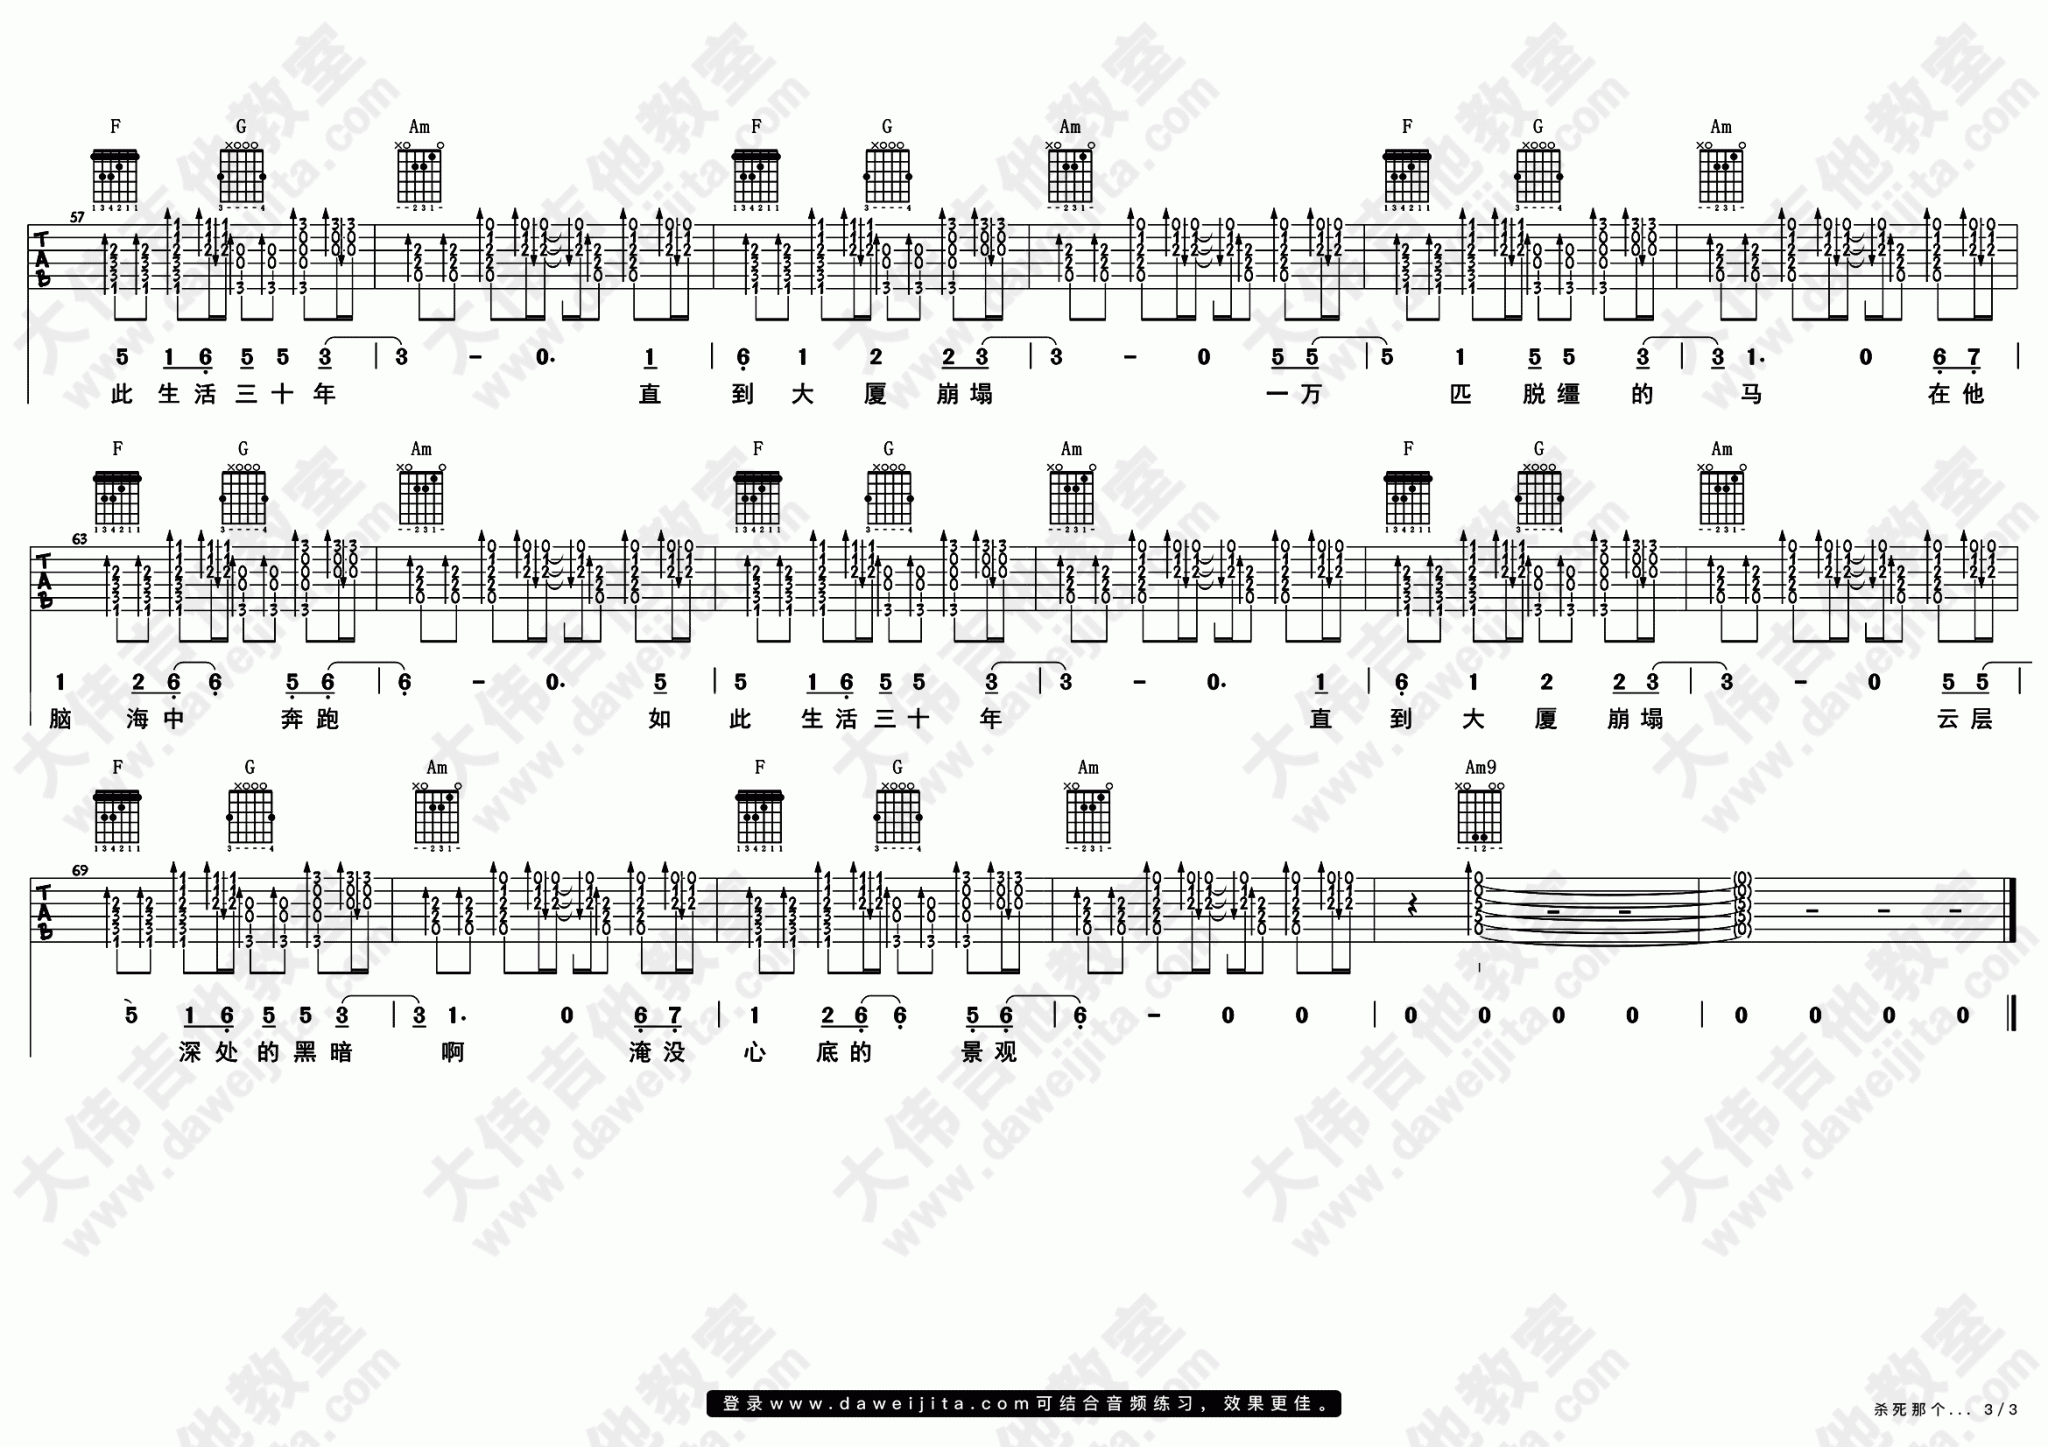 F G Am F G Am F G Am
57
5 1 6 5 5 3 | 3 - 0. 1 | 6 1 2 2 3 | 3 - 0 5 5 | 5 1 5 5 3 | 3 1. 0 6 7 |
此 生 活 三 十 年 直 到 大 厦 崩 塌 一 万 匹 脱 缰 的 马 在 他
F G Am F G Am F G Am
63
1 2 6 6 5 6 | 6 - 0. 5 | 5 1 6 5 5 3 | 3 - 0. 1 | 6 1 2 2 3 | 3 - 0 5 5 |
脑 海 中 奔 跑 如 此 生 活 三 十 年 直 到 大 厦 崩 塌 云 层
F G Am F G Am Am9
69
5 1 6 5 5 3 | 3 1. 0 6 7 | 1 2 6 6 5 6 | 6 - 0 0 | 0 0 0 0 | 0 0 0 0
深 处 的 黑 暗 啊 淹 没 心 底 的 景 观
登录www.daweijita.com可结合音频练习，效果更佳。
杀死那个... 3/3
大伟吉他教室
www.daweijita.com